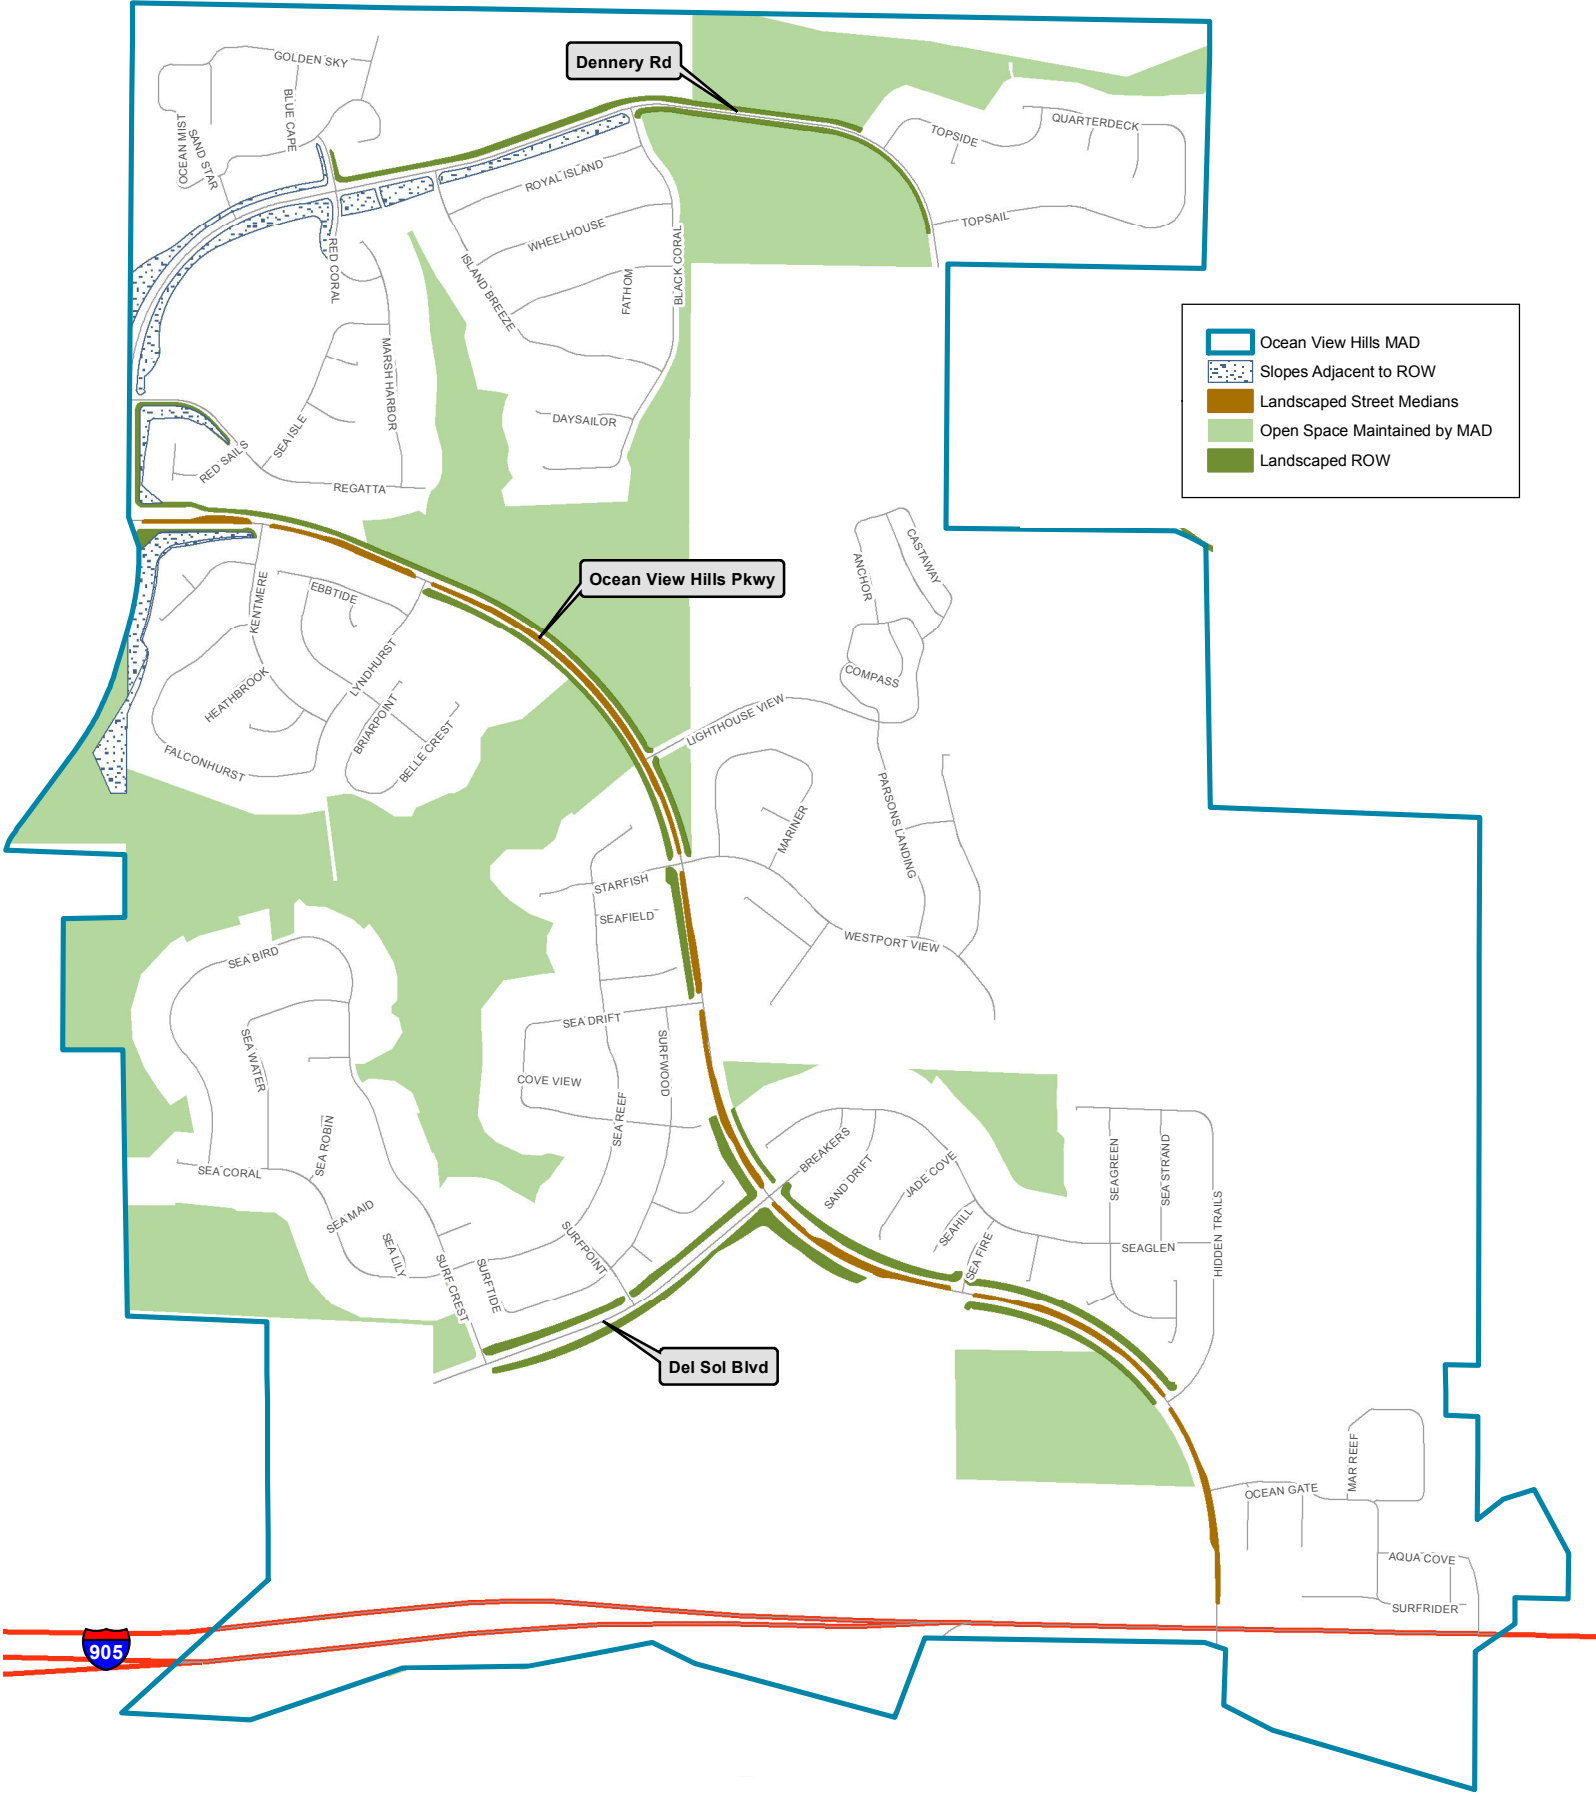 GOLDEN SKY
Dennery Rd
BLUE CAPE
OCEAN MIST
SAND STAR
TOPSIDE
QUARTERDECK
ROYAL ISLAND
TOPSAIL
WHEELHOUSE
RED CORAL
ISLAND BREEZE
FATHOM
BLACK CORAL
Ocean View Hills MAD
Slopes Adjacent to ROW
Landscaped Street Medians
Open Space Maintained by MAD
Landscaped ROW
MARSH HARBOR
DAYSAILOR
SEA ISLE
RED SAILS
REGATTA
CASTAWAY
ANCHOR
Ocean View Hills Pkwy
EBBTIDE
KENTMERE
LYNDHURST
COMPASS
HEATHBROOK
BRIARPOINT
LIGHTHOUSE VIEW
BELLE CREST
FALCONHURST
PARSONS LANDING
MARINER
STARFISH
SEAFIELD
WESTPORT VIEW
SEA BIRD
SEA DRIFT
SEA WATER
SURFWOOD
COVE VIEW
SEA REEF
SEA ROBIN
BREAKERS
SAND DRIFT
JADE COVE
SEAGREEN
SEA STRAND
SEA CORAL
HIDDEN TRAILS
SEA MAID
SEAHILL
SEA LILY
SURFPOINT
SEA FIRE
SEAGLEN
SURF CREST
SURFTIDE
Del Sol Blvd
MAR REEF
OCEAN GATE
AQUA COVE
SURFRIDER
905